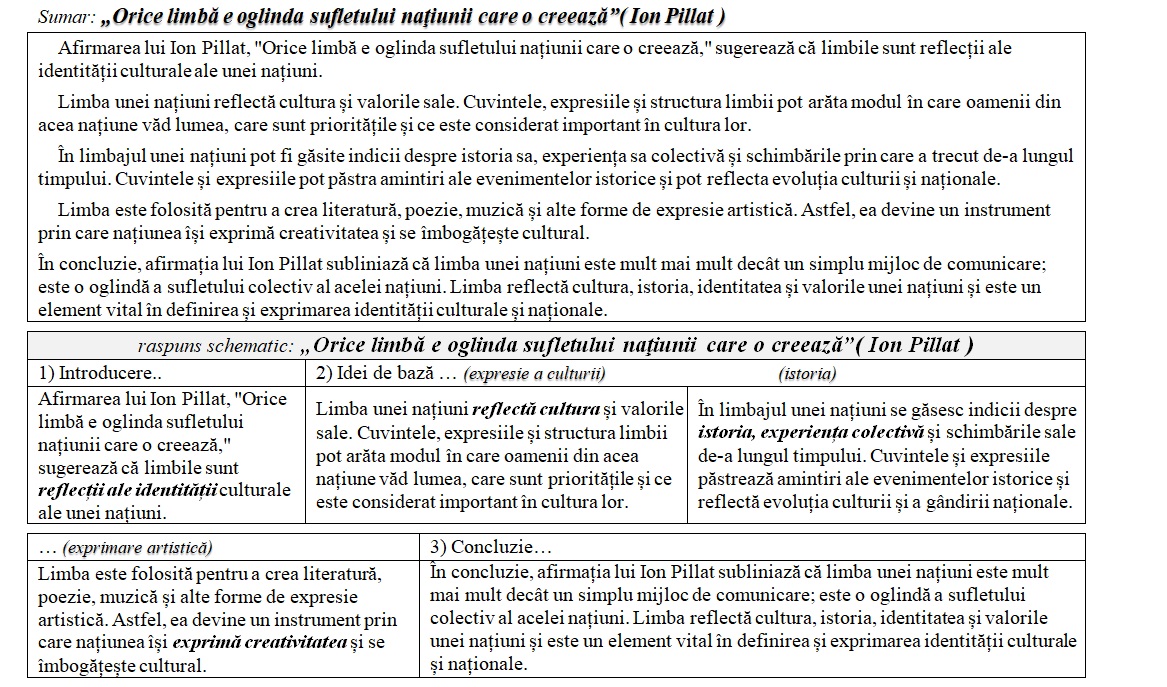 Sumar: „Orice limbă e oglinda sufletului naţiunii care o creează”( Ion Pillat )
Afirmarea lui Ion Pillat, "Orice limbă e oglinda sufletului națiunii care o creează," sugerează că limbile sunt reflecții ale
identității culturale ale unei națiuni.
Limba unei națiuni reflectă cultura și valorile sale. Cuvintele, expresiile și structura limbii pot arăta modul în care oamenii din
acea națiune văd lumea, care sunt prioritățile și ce este considerat important în cultura lor.
În limbajul unei națiuni pot fi găsite indicii despre istoria sa, experiența sa colectivă și schimbările prin care a trecut de-a lungul
timpului. Cuvintele și expresiile pot păstra amintiri ale evenimentelor istorice și pot reflecta evoluția culturii și naționale.
Limba este folosită pentru a crea literatură, poezie, muzică și alte forme de expresie artistică. Astfel, ea devine un instrument
prin care națiunea își exprimă creativitatea și se îmbogățește cultural.
În concluzie, afirmația lui Ion Pillat subliniază că limba unei națiuni este mult mai mult decât un simplu mijloc de comunicare;
este o oglindă a sufletului colectiv al acelei națiuni. Limba reflectă cultura, istoria, identitatea și valorile unei națiuni și este un
element vital în definirea și exprimarea identității culturale și naționale.
raspuns schematic: „Orice limbă e oglinda sufletului naţiunii care o creează”( Ion Pillat )
1) Introducere..
Afirmarea lui Ion Pillat, "Orice
limbă e oglinda sufletului
națiunii care o creează,"
sugerează că limbile sunt
reflecții ale identității culturale
ale unei națiuni.
2) Idei de bază … (expresie a culturii) (istoria)
Limba unei națiuni reflectă cultura și valorile
sale. Cuvintele, expresiile și structura limbii
pot arăta modul în care oamenii din acea
națiune văd lumea, care sunt prioritățile și ce
este considerat important în cultura lor.
În limbajul unei națiuni se găsesc indicii despre
istoria, experiența colectivă și schimbările sale
de-a lungul timpului. Cuvintele și expresiile
păstrează amintiri ale evenimentelor istorice și
reflectă evoluția culturii și a gândirii naționale.
… (exprimare artistică)
Limba este folosită pentru a crea literatură,
poezie, muzică și alte forme de expresie
artistică. Astfel, ea devine un instrument prin
care națiunea își exprimă creativitatea și se
îmbogățește cultural.
3) Concluzie…
În concluzie, afirmația lui Ion Pillat subliniază că limba unei națiuni este mult
mai mult decât un simplu mijloc de comunicare; este o oglindă a sufletului
colectiv al acelei națiuni. Limba reflectă cultura, istoria, identitatea și valorile
unei națiuni și este un element vital în definirea și exprimarea identității culturale
și naționale.